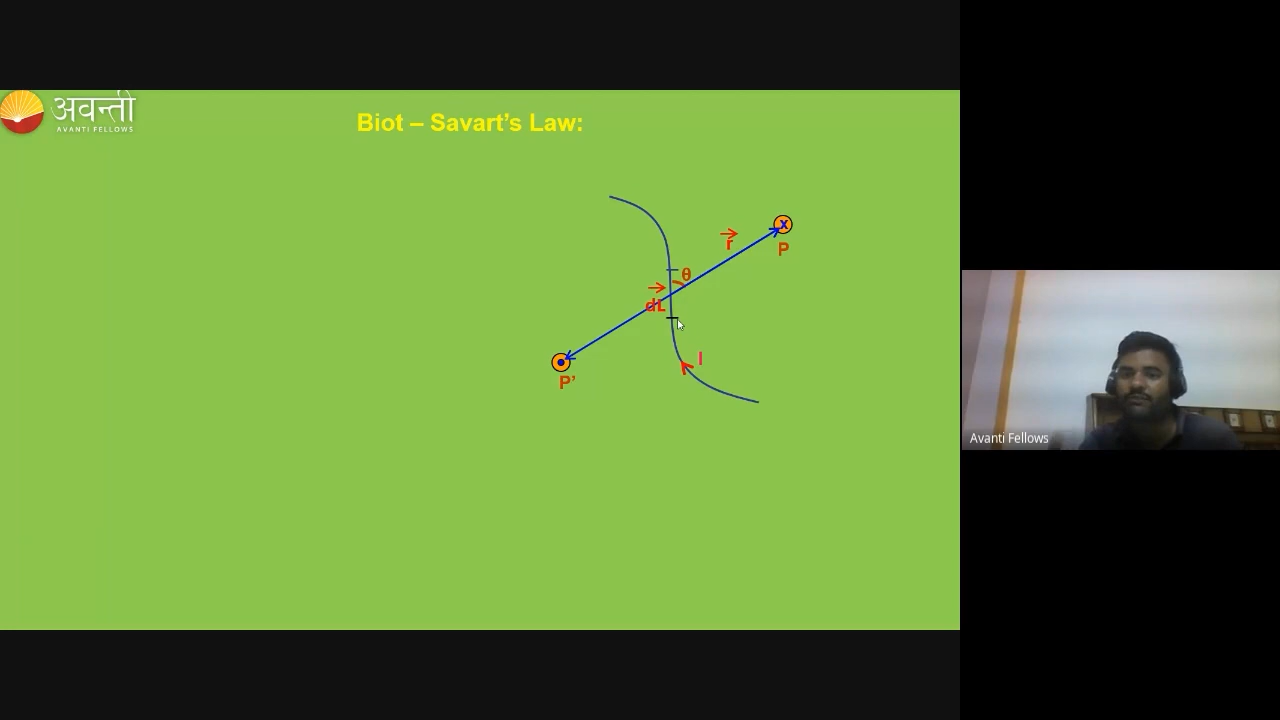 अवन्ती
AVANTI FELLOWS
Biot – Savart’s Law:
x
r
P
θ
dL
I
P’
Avanti Fellows